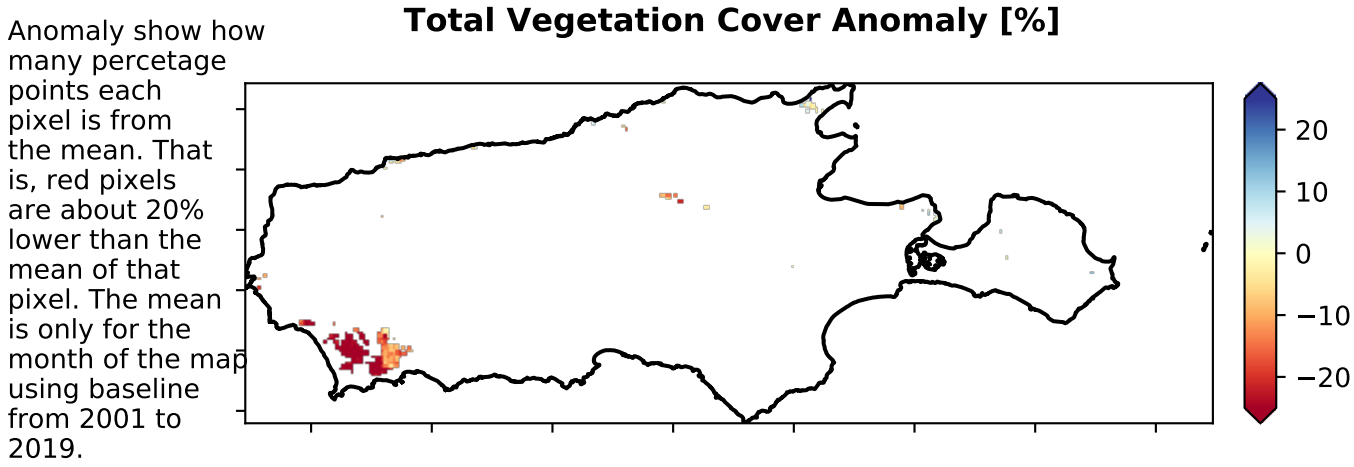 Total Vegetation Cover Anomaly [%]
Anomaly show how
many percetage
points each
pixel is from
the mean. That
is, red pixels
are about 20%
lower than the
mean of that
pixel. The mean
is only for the
month of the map
using baseline
from 2001 to
2019.
20
10
0
−10
−20